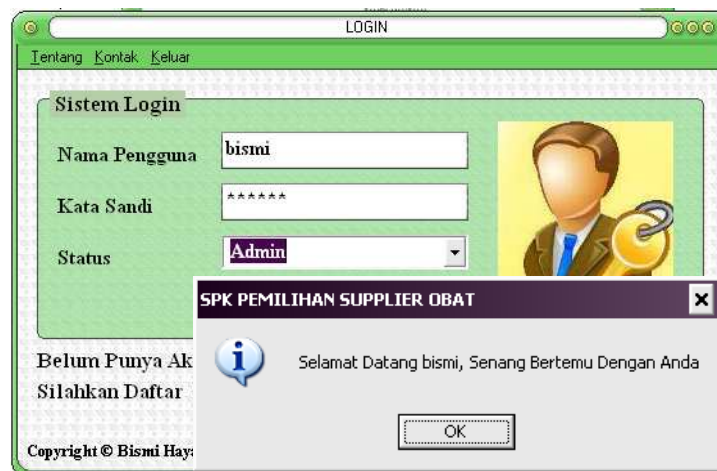 LOGIN
Tentang Kontak Keluar
Sistem Login
Nama Pengguna bismi
Kata Sandi ******
Status Admin
SPK PEMILIHAN SUPPLIER OBAT
Selamat Datang bismi, Senang Bertemu Dengan Anda
OK
Belum Punya Ak
Silahkan Daftar
Copyright © Bismi Haya